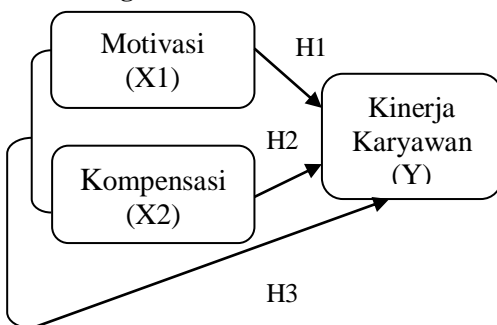 Motivasi
(X1)
H1
Kinerja
Karyawan
(Y)
H2
Kompensasi
(X2)
H3